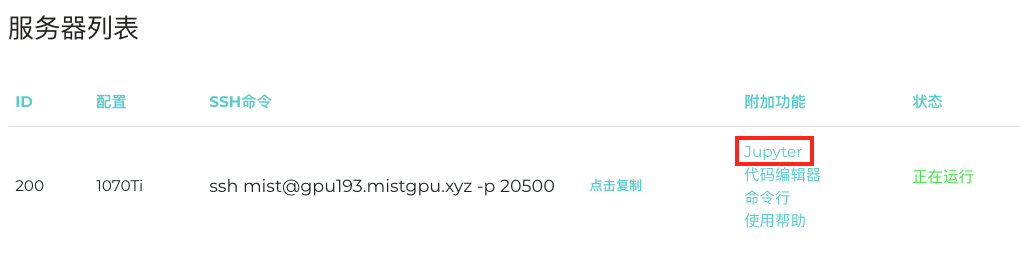 服务器列表
ID 配置 SSH命令 附加功能 状态
Jupyter
200 1070Ti ssh mist@gpu193.mistgpu.xyz -p 20500 点击复制 代码编辑器 正在运行
命令行
使用帮助